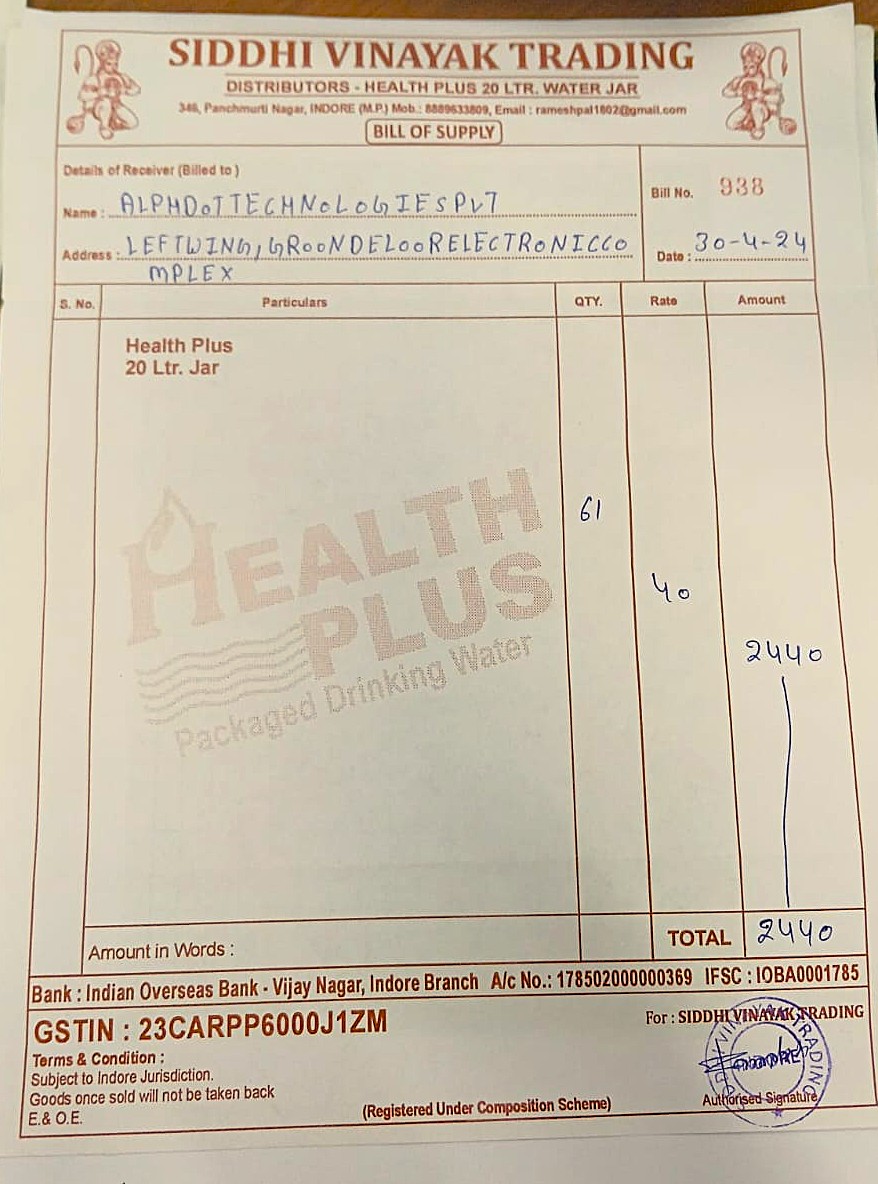 SIDDHI VINAYAK TRADING
DISTRIBUTORS - HEALTH PLUS 20 LTR. WATER JAR
346, Panchmurti Nagar, INDORE (M.P.) Mob.: 8889633809, Email : rameshpal1802@gmail.com
BILL OF SUPPLY
Details of Receiver (Billed to )
Name : ALPHDOTTECHNOLOGIESPVT
Address : LEFTWING, GROONDELOORELECTRONICCO
MPLEX
Bill No. 938
Date : 30-4-24
S. No. Particulars QTY. Rate Amount
Health Plus
20 Ltr. Jar
61
40
2440
HEALTH
PLUS
Packaged Drinking Water
Amount in Words :
TOTAL 2440
Bank : Indian Overseas Bank - Vijay Nagar, Indore Branch A/c No.: 178502000000369 IFSC : IOBA0001785
GSTIN : 23CARPP6000J1ZM
For : SIDDHI VINAYAK TRADING
Terms & Condition :
Subject to Indore Jurisdiction.
Goods once sold will not be taken back
E.& O.E.
(Registered Under Composition Scheme)
Authorised Signature